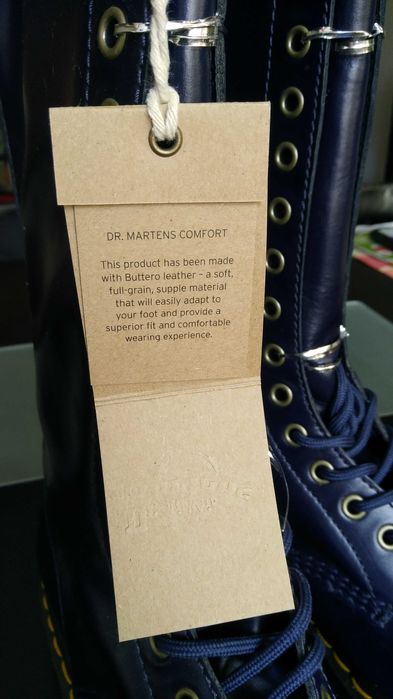 DR. MARTENS COMFORT
This product has been made
with Buttero leather – a soft,
full-grain, supple material
that will easily adapt to
your foot and provide a
superior fit and comfortable
wearing experience.